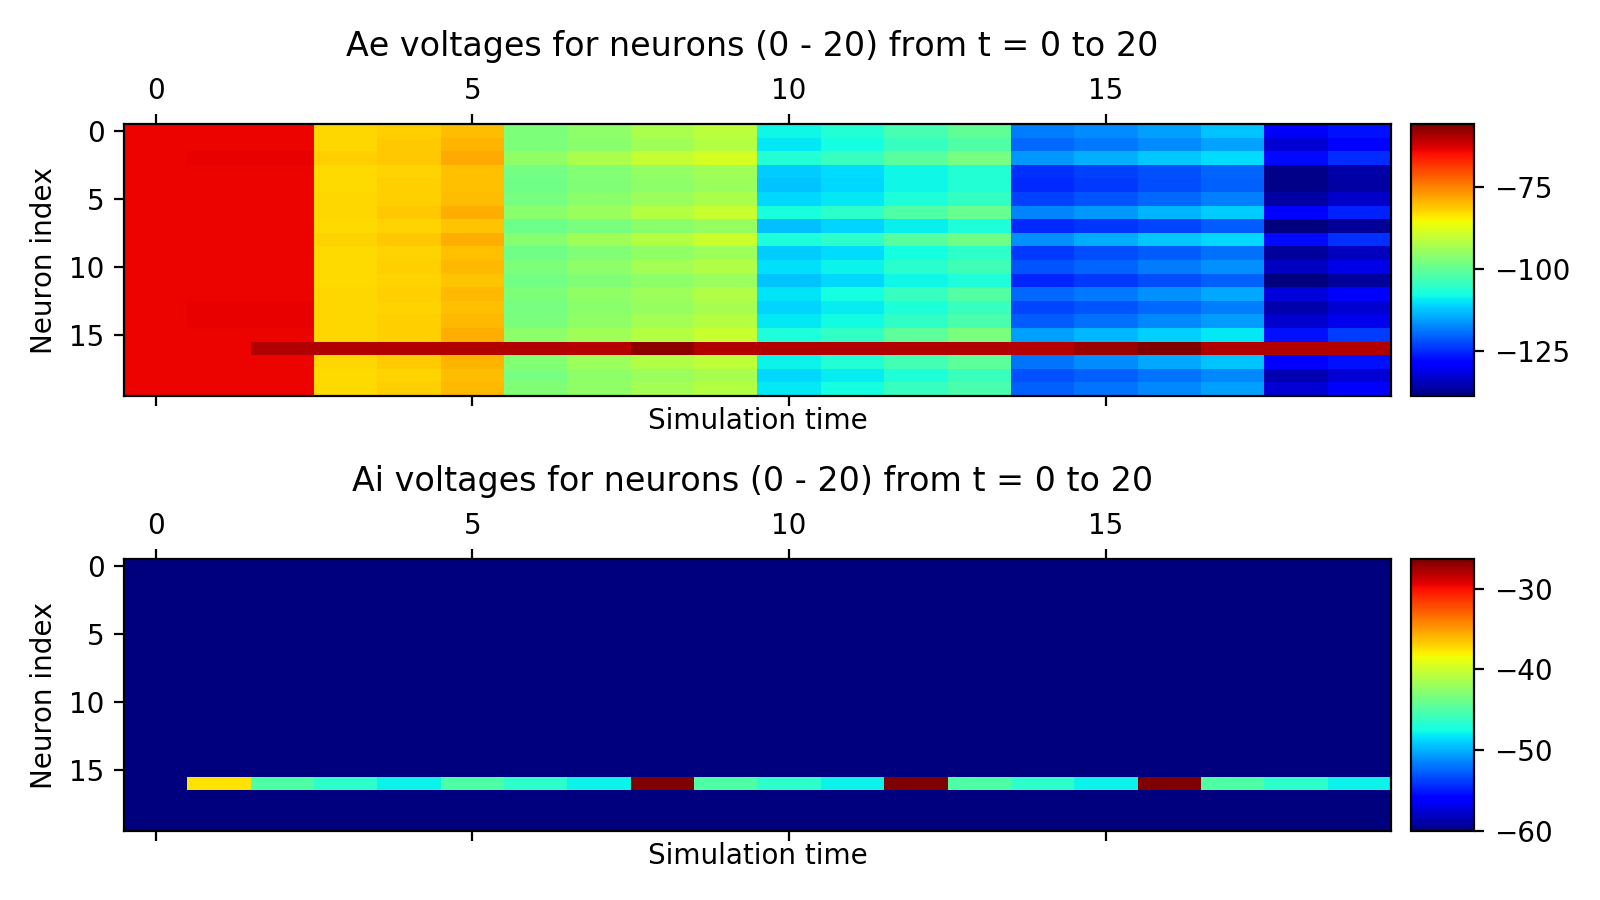 Ae voltages for neurons (0 - 20) from t = 0 to 20
0 5 10 15
Neuron index
0
5
10
15
−75
−100
−125
Simulation time
Ai voltages for neurons (0 - 20) from t = 0 to 20
0 5 10 15
Neuron index
0
5
10
15
−30
−40
−50
−60
Simulation time